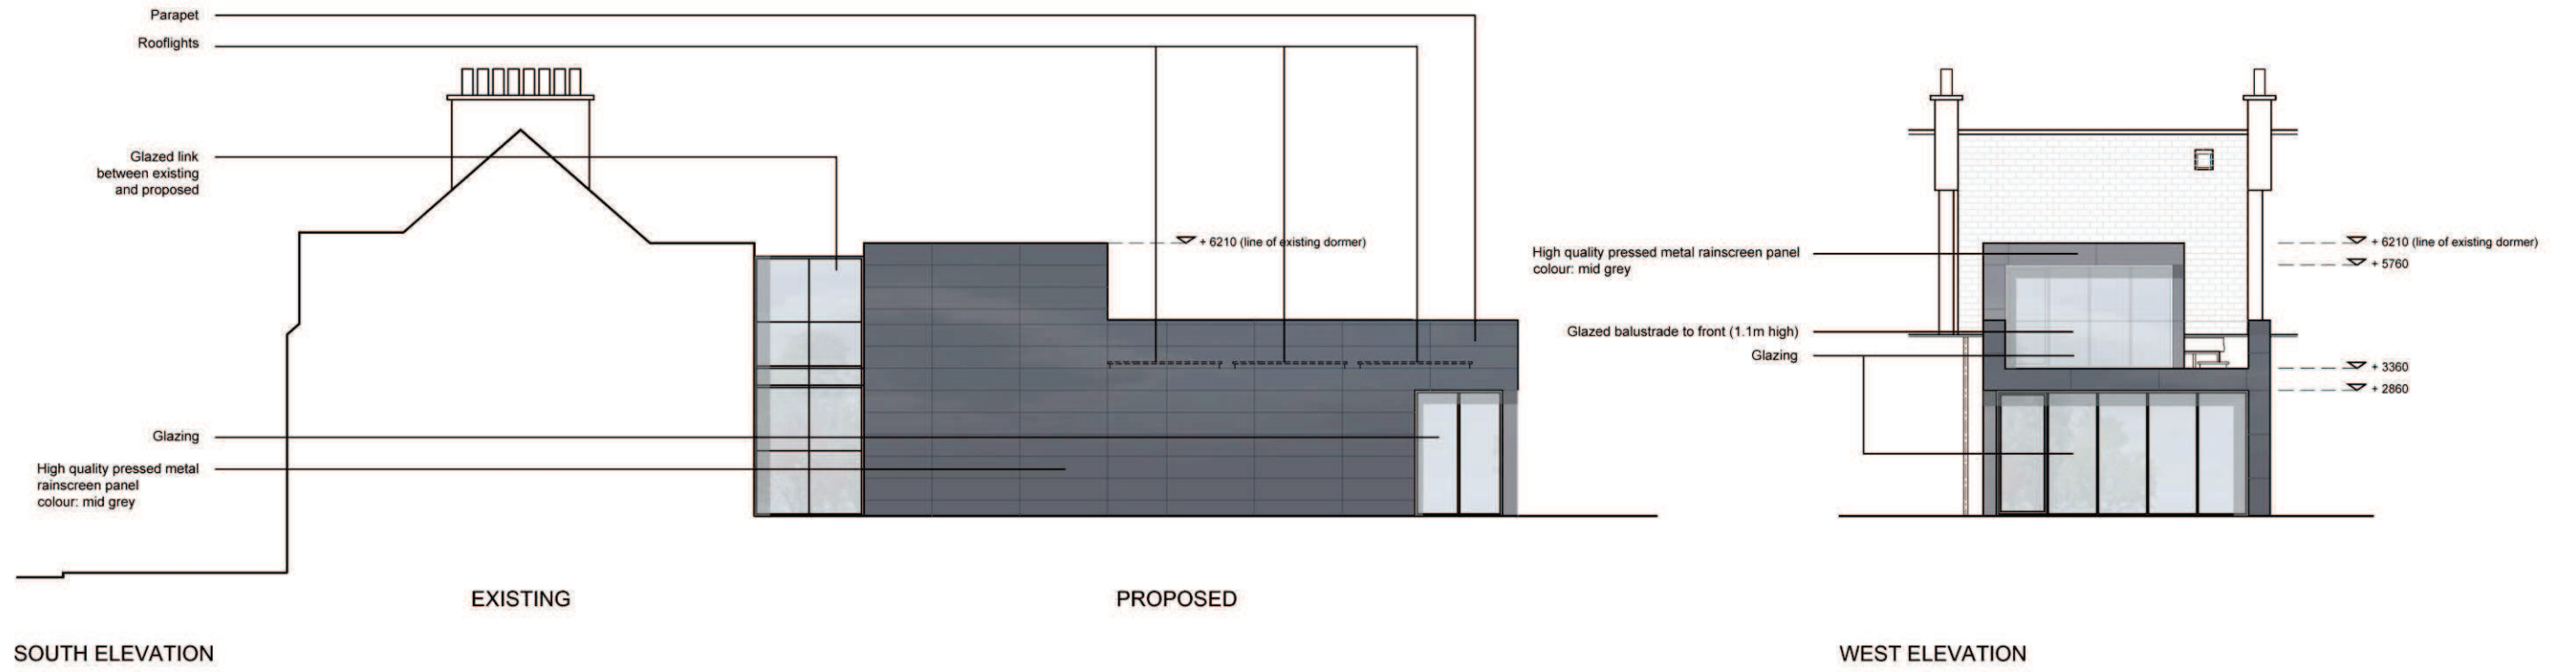 Parapet
Rooflights
Glazed link
between existing
and proposed
+ 6210 (line of existing dormer)
Glazing
High quality pressed metal
rainscreen panel
colour: mid grey
EXISTING
PROPOSED
SOUTH ELEVATION
High quality pressed metal rainscreen panel
colour: mid grey
Glazed balustrade to front (1.1m high)
Glazing
+ 6210 (line of existing dormer)
+ 5760
+ 3360
+ 2860
WEST ELEVATION